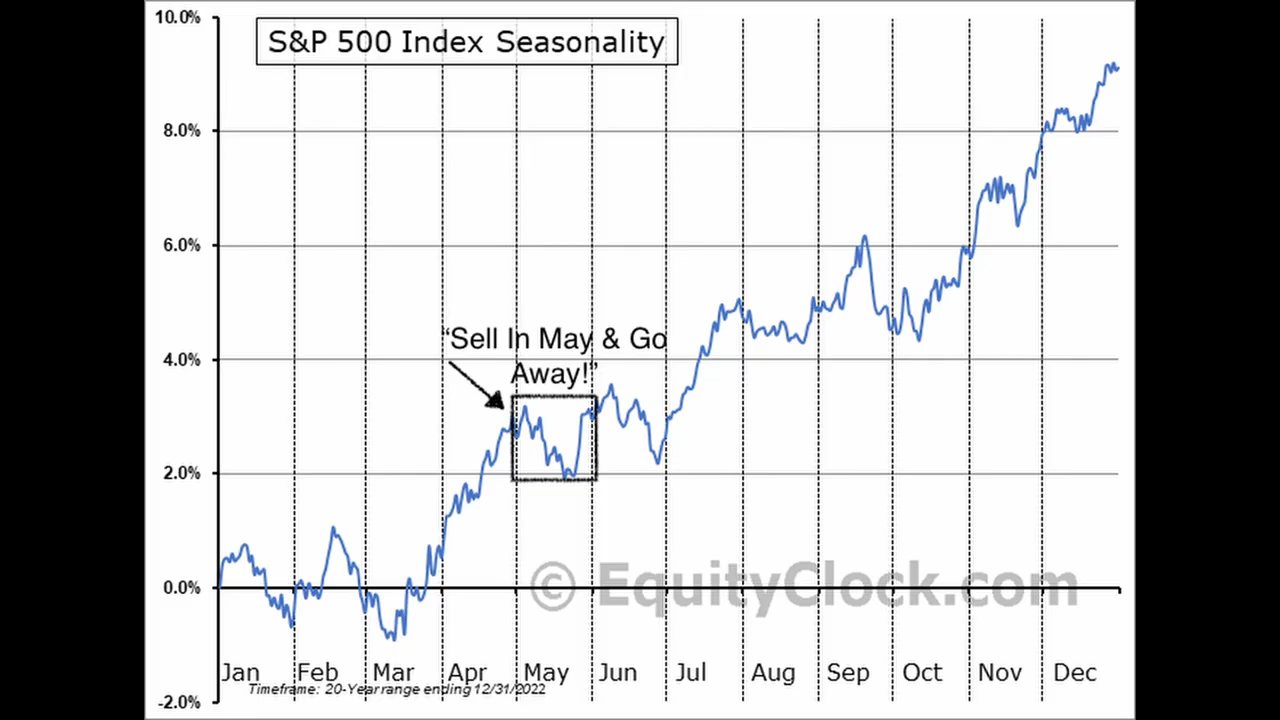 10.0%
S&P 500 Index Seasonality
8.0%
6.0%
"Sell In May & Go
Away!"
4.0%
2.0%
© EquityClock.com
0.0%
Jan Feb Mar Apr May Jun Jul Aug Sep Oct Nov Dec
Timeframe: 20-Year range ending 12/31/2022
-2.0%